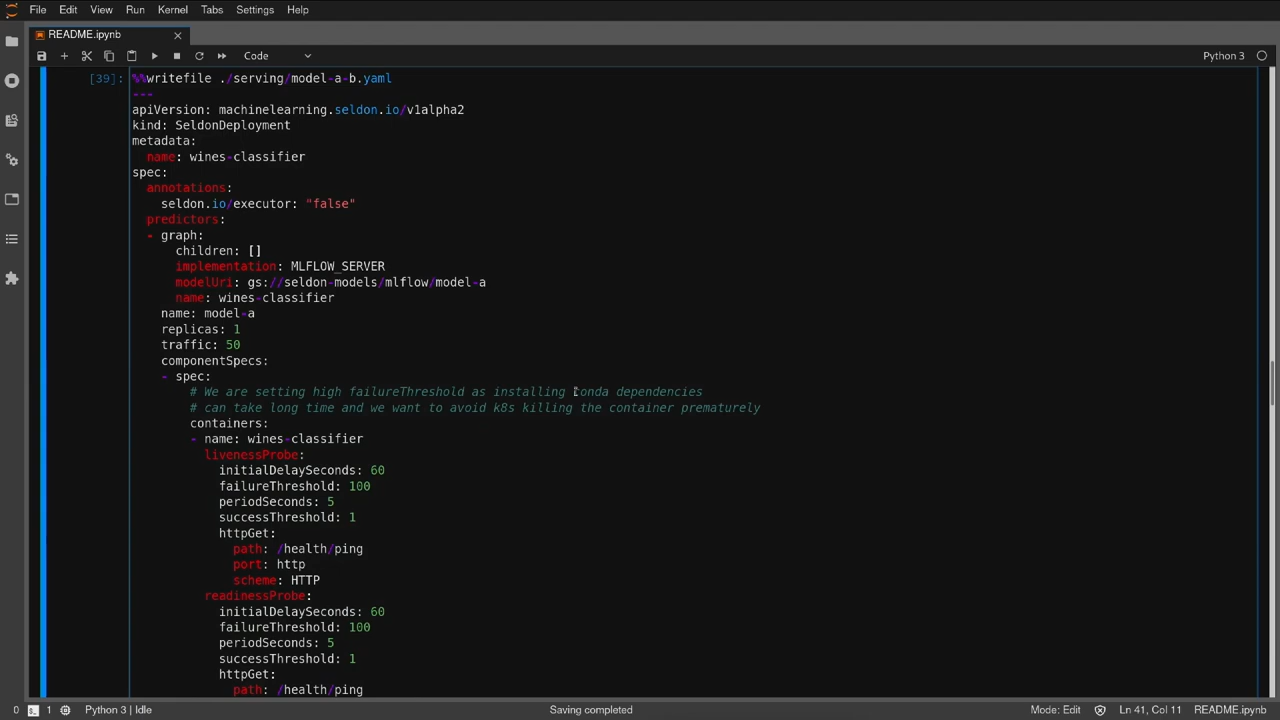 File Edit View Run Kernel Tabs Settings Help
README.ipynb
Code
Python 3
[39]:
%%writefile ./serving/model-a-b.yaml
---
apiVersion: machinelearning.seldon.io/v1alpha2
kind: SeldonDeployment
metadata:
  name: wines-classifier
spec:
  annotations:
    seldon.io/executor: "false"
  predictors:
  - graph:
      children: []
      implementation: MLFLOW_SERVER
      modelUri: gs://seldon-models/mlflow/model-a
      name: wines-classifier
    name: model-a
    replicas: 1
    traffic: 50
    componentSpecs:
    - spec:
        # We are setting high failureThreshold as installing conda dependencies
        # can take long time and we want to avoid k8s killing the container prematurely
        containers:
        - name: wines-classifier
          livenessProbe:
            initialDelaySeconds: 60
            failureThreshold: 100
            periodSeconds: 5
            successThreshold: 1
            httpGet:
              path: /health/ping
              port: http
              scheme: HTTP
          readinessProbe:
            initialDelaySeconds: 60
            failureThreshold: 100
            periodSeconds: 5
            successThreshold: 1
            httpGet:
              path: /health/ping
0 1 Python 3 | Idle
Saving completed
Mode: Edit Ln 41, Col 11 README.ipynb